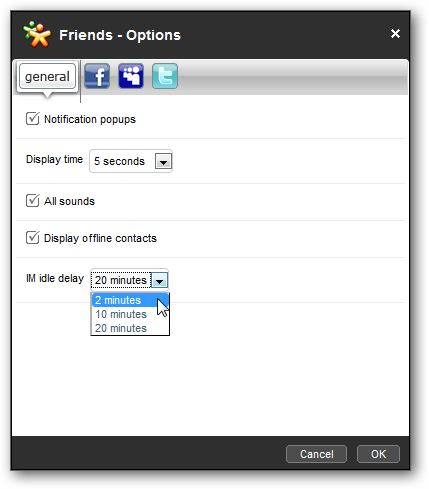 Friends - Options
general
Notification popups
Display time 5 seconds
All sounds
Display offline contacts
IM idle delay 20 minutes
2 minutes
10 minutes
20 minutes
Cancel OK